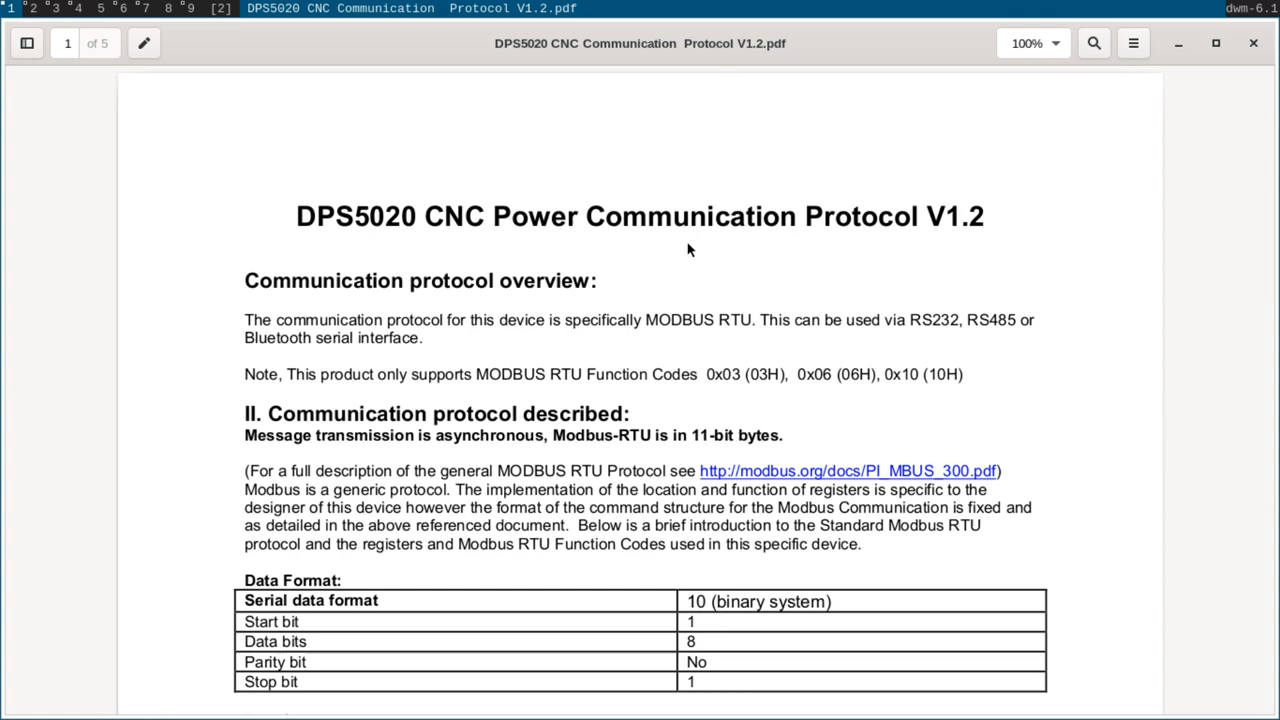 1 2 3 4 5 6 7 8 9 [2] DPS5020 CNC Communication  Protocol V1.2.pdf dwm-6.1
1 of 5 DPS5020 CNC Communication  Protocol V1.2.pdf 100%
DPS5020 CNC Power Communication Protocol V1.2
Communication protocol overview:
The communication protocol for this device is specifically MODBUS RTU. This can be used via RS232, RS485 or
Bluetooth serial interface.
Note, This product only supports MODBUS RTU Function Codes  0x03 (03H),  0x06 (06H), 0x10 (10H)
II. Communication protocol described:
Message transmission is asynchronous, Modbus-RTU is in 11-bit bytes.
(For a full description of the general MODBUS RTU Protocol see http://modbus.org/docs/PI_MBUS_300.pdf)
Modbus is a generic protocol. The implementation of the location and function of registers is specific to the
designer of this device however the format of the command structure for the Modbus Communication is fixed and
as detailed in the above referenced document.  Below is a brief introduction to the Standard Modbus RTU
protocol and the registers and Modbus RTU Function Codes used in this specific device.
Data Format:
Serial data format 10 (binary system)
Start bit 1
Data bits 8
Parity bit No
Stop bit 1